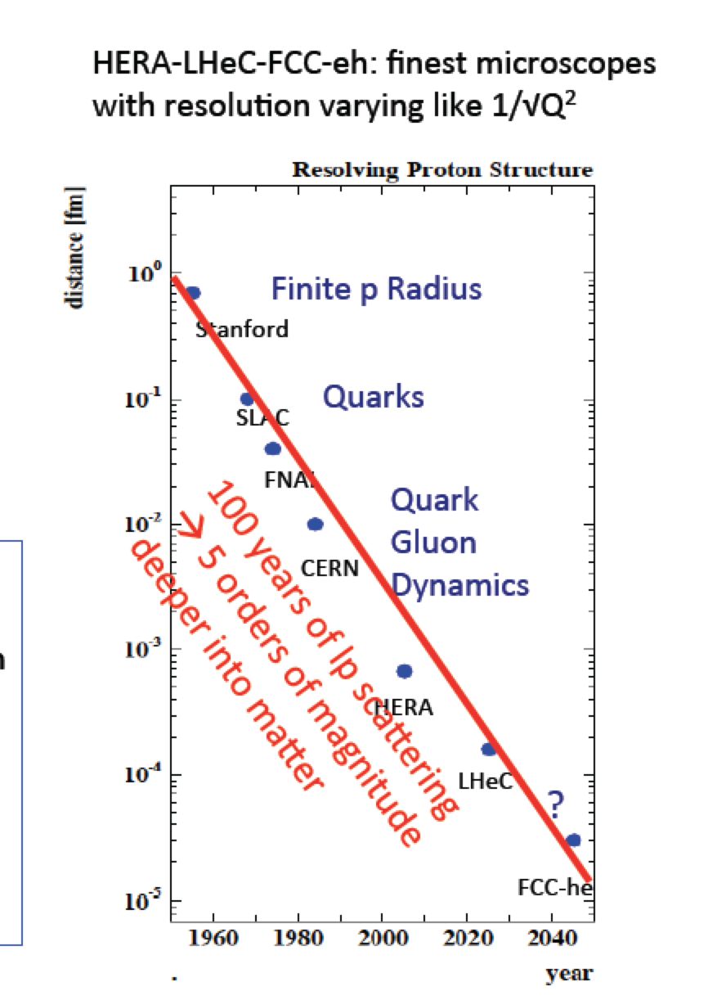 HERA-LHeC-FCC-eh: finest microscopes
with resolution varying like 1/√Q²
Resolving Proton Structure
distance [fm]
10⁰
Finite p Radius
Stanford
10⁻¹
Quarks
SLAC
FNAL
10⁻²
Quark
Gluon
Dynamics
CERN
100 years of lp scattering
→ 5 orders of magnitude
deeper into matter
10⁻³
HERA
10⁻⁴
LHeC
?
FCC-he
10⁻⁵
1960 1980 2000 2020 2040
. year